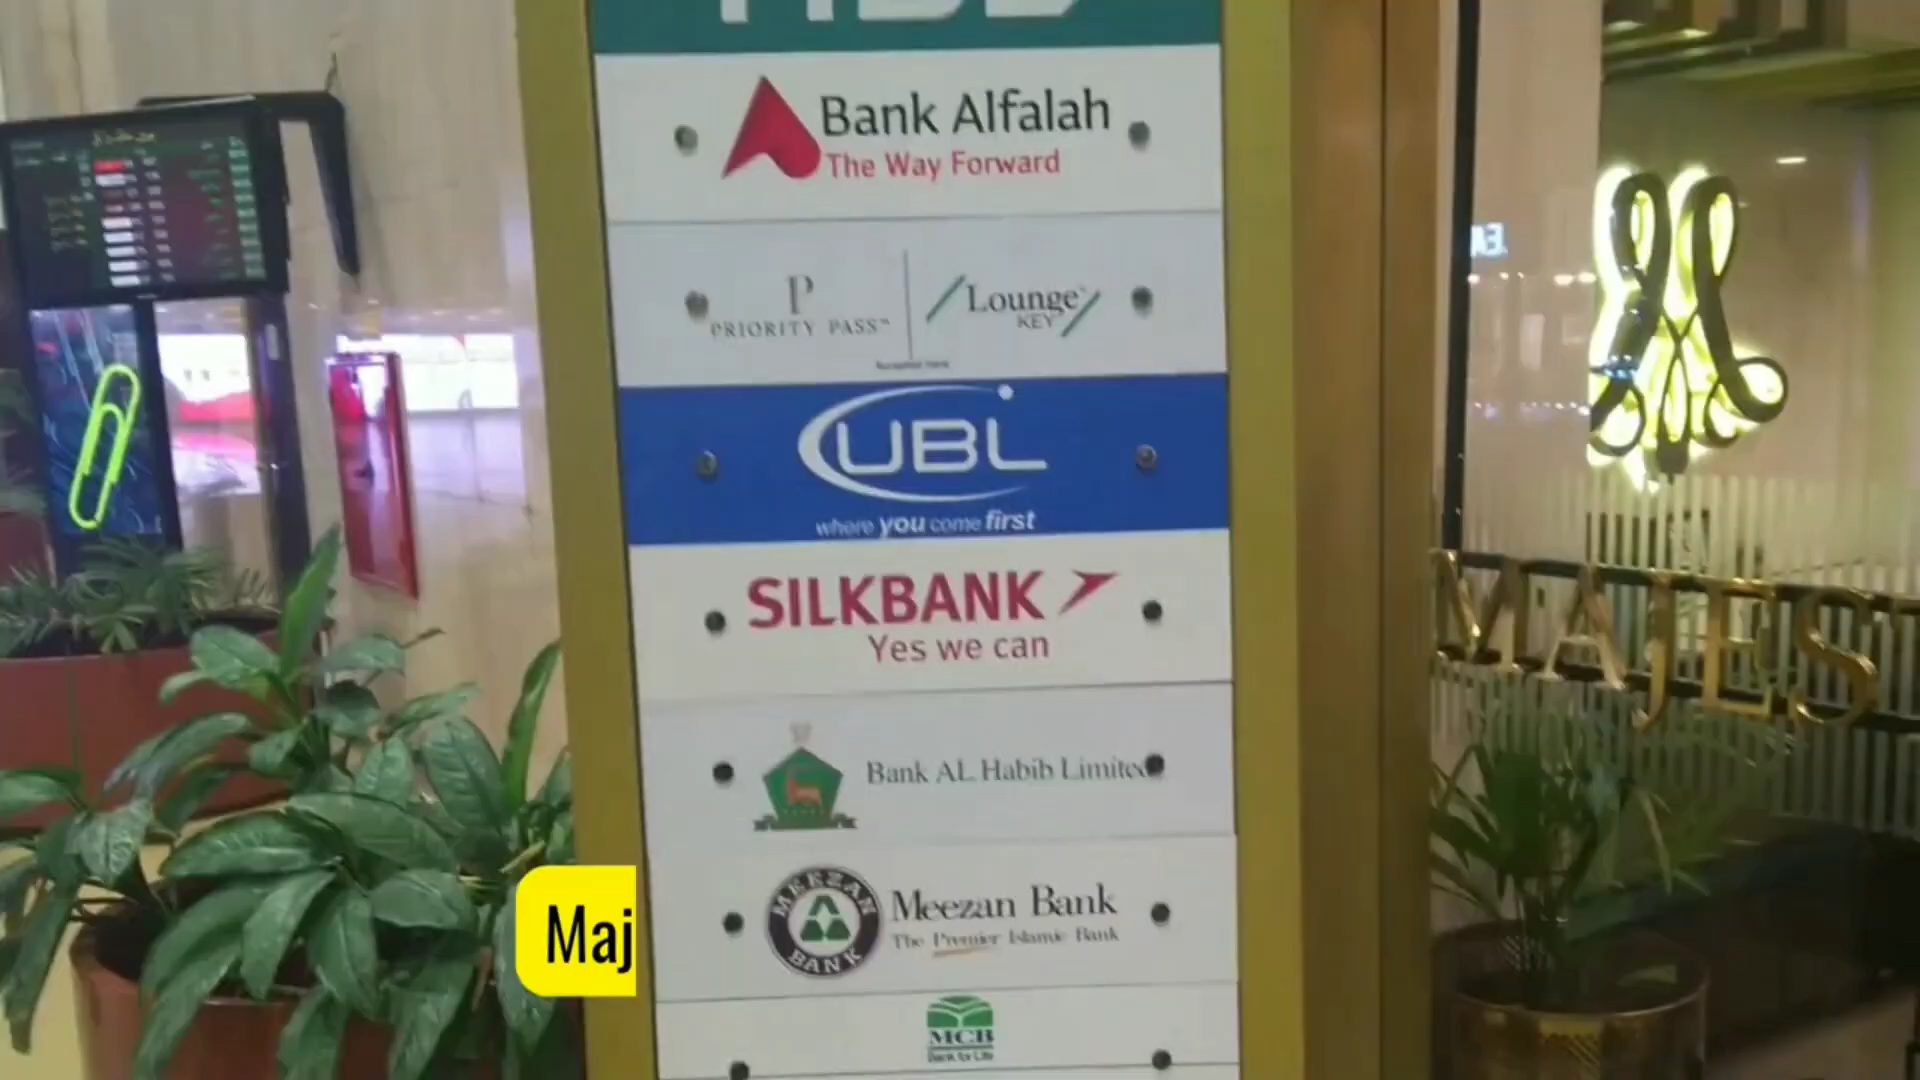 Bank Alfalah
The Way Forward
P
PRIORITY PASS™
Lounge
KEY
UBL
where you come first
SILKBANK
Yes we can
Bank AL Habib Limited
MEEZAN BANK
Meezan Bank
The Premier Islamic Bank
MCB
Bank for Life
Maj
MAJES